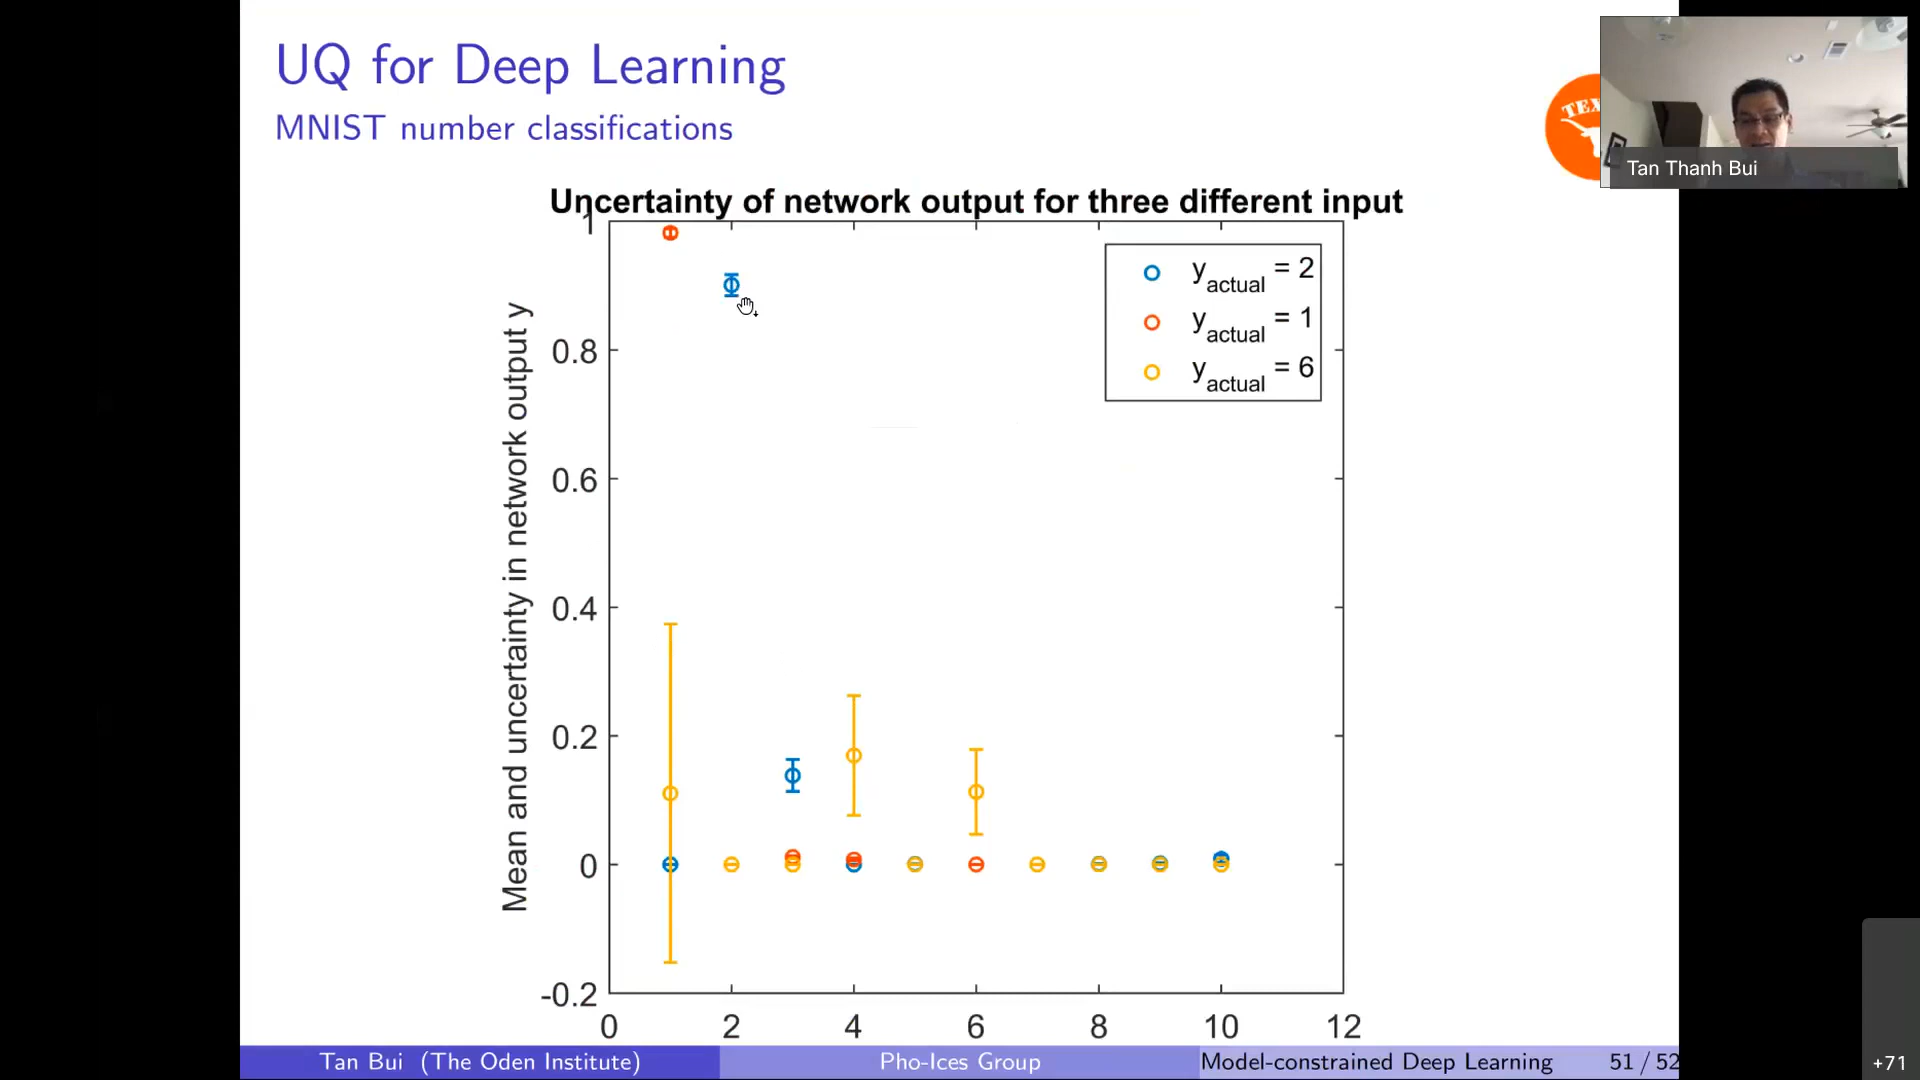 UQ for Deep Learning
MNIST number classifications
TEX
Tan Thanh Bui
Uncertainty of network output for three different input
Mean and uncertainty in network output y
1
0.8
0.6
0.4
0.2
0
-0.2
0 2 4 6 8 10 12
y_actual = 2
y_actual = 1
y_actual = 6
Tan Bui (The Oden Institute) Pho-Ices Group Model-constrained Deep Learning 51 / 52
+71